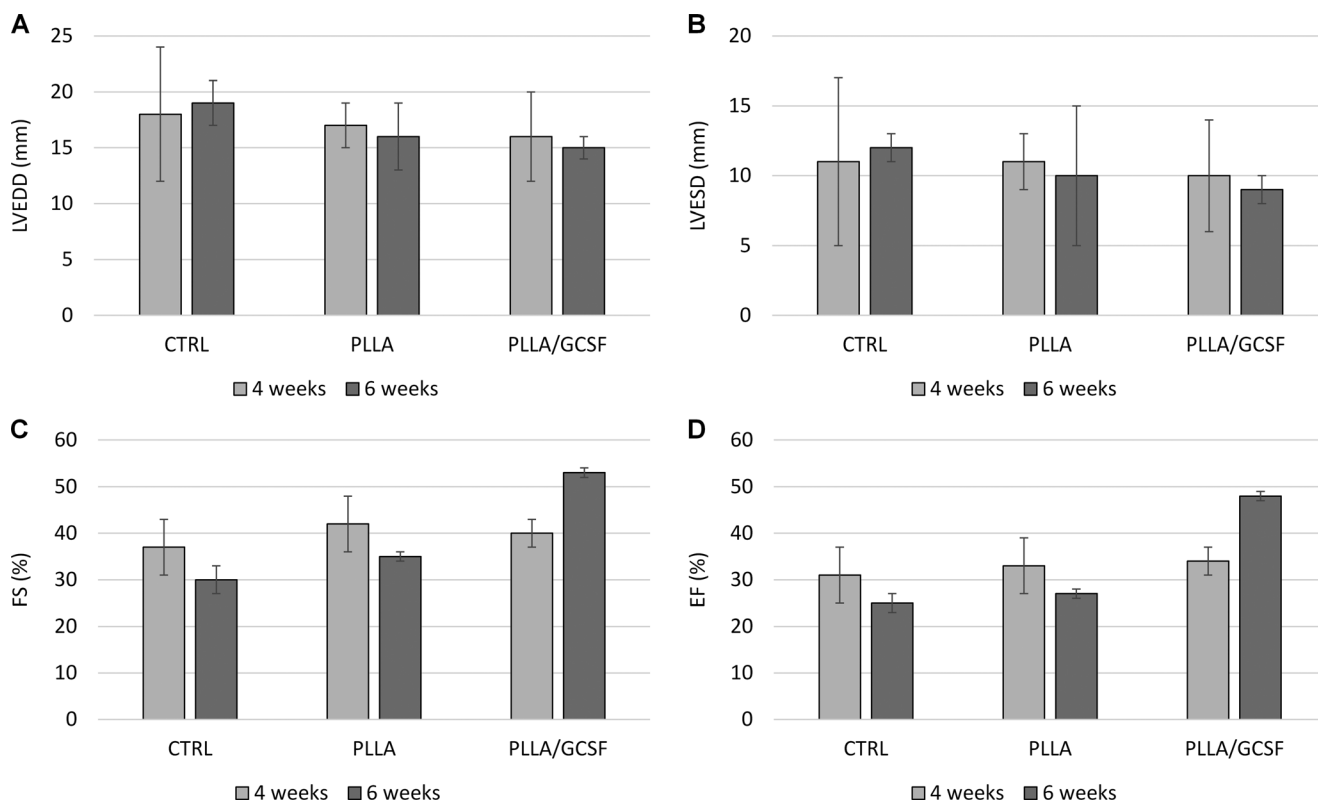 A
LVEDD (mm)
25
20
15
10
5
0
CTRL PLLA PLLA/GCSF
4 weeks 6 weeks
B
LVESD (mm)
20
15
10
5
0
CTRL PLLA PLLA/GCSF
4 weeks 6 weeks
C
FS (%)
60
50
40
30
20
10
0
CTRL PLLA PLLA/GCSF
4 weeks 6 weeks
D
EF (%)
60
50
40
30
20
10
0
CTRL PLLA PLLA/GCSF
4 weeks 6 weeks